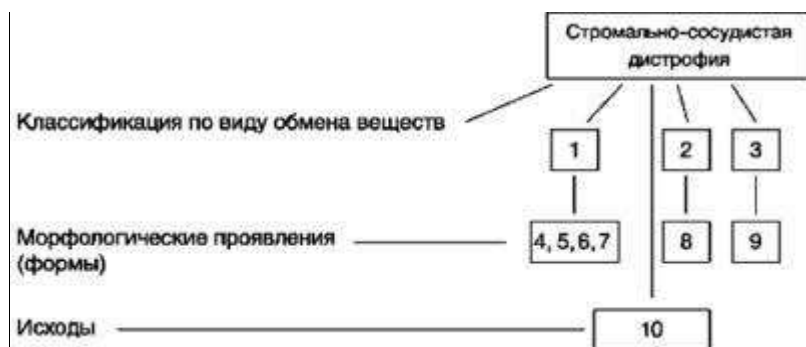 Стромально-сосудистая
дистрофия
Классификация по виду обмена веществ
1
2
3
Морфологические проявления
(формы)
4, 5, 6, 7
8
9
Исходы
10